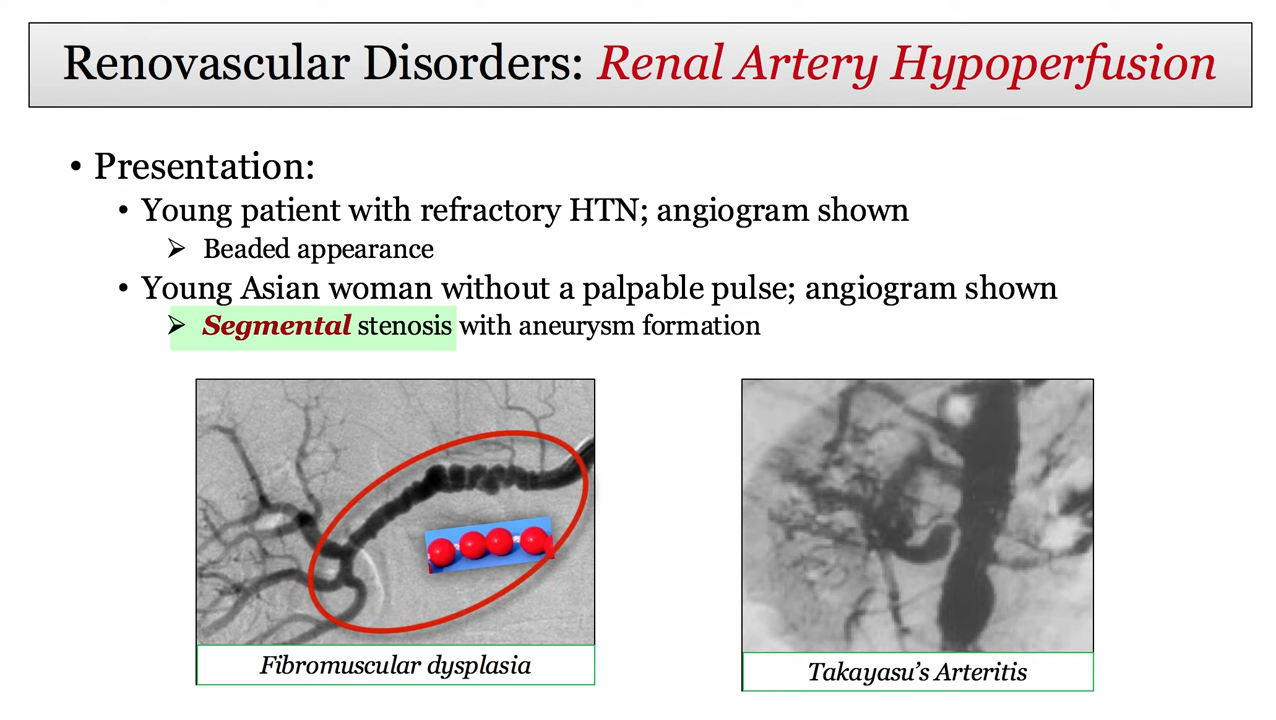 Renovascular Disorders: Renal Artery Hypoperfusion
• Presentation:
• Young patient with refractory HTN; angiogram shown
➢ Beaded appearance
• Young Asian woman without a palpable pulse; angiogram shown
➢ Segmental stenosis with aneurysm formation
Fibromuscular dysplasia
Takayasu’s Arteritis